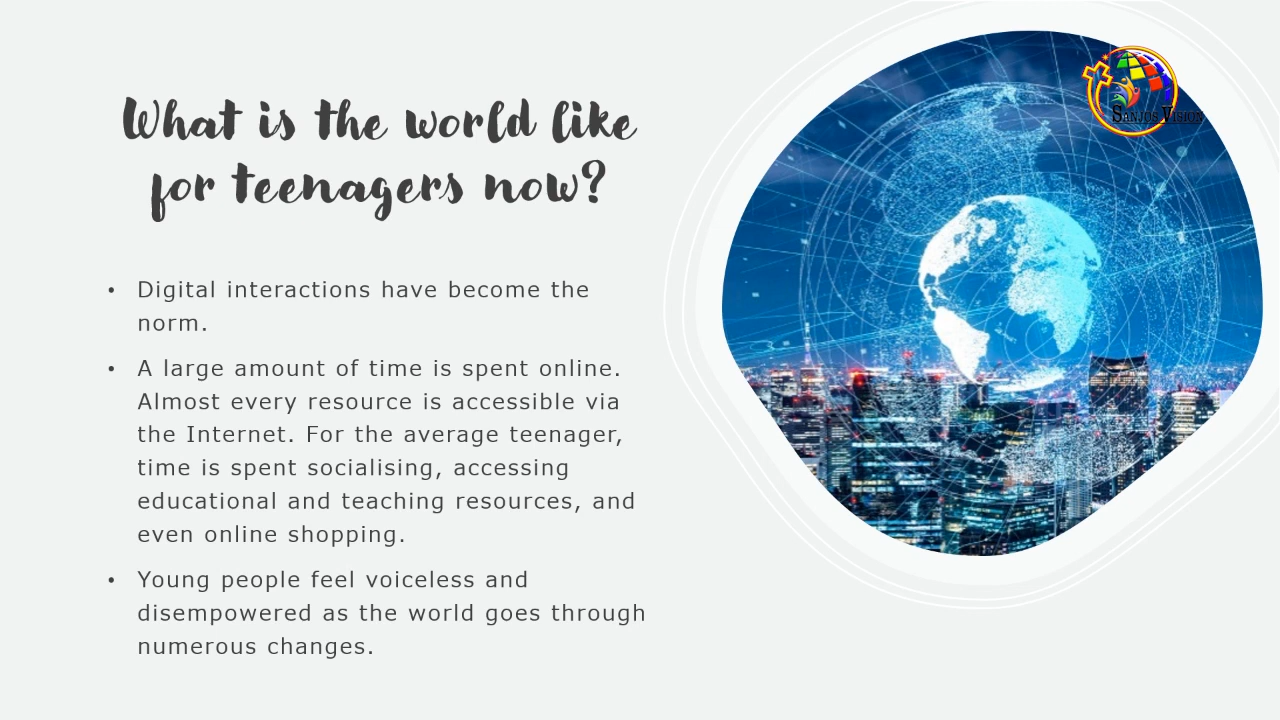 What is the world like
for teenagers now?
• Digital interactions have become the
norm.
• A large amount of time is spent online.
Almost every resource is accessible via
the Internet. For the average teenager,
time is spent socialising, accessing
educational and teaching resources, and
even online shopping.
• Young people feel voiceless and
disempowered as the world goes through
numerous changes.
SANJOS VISION